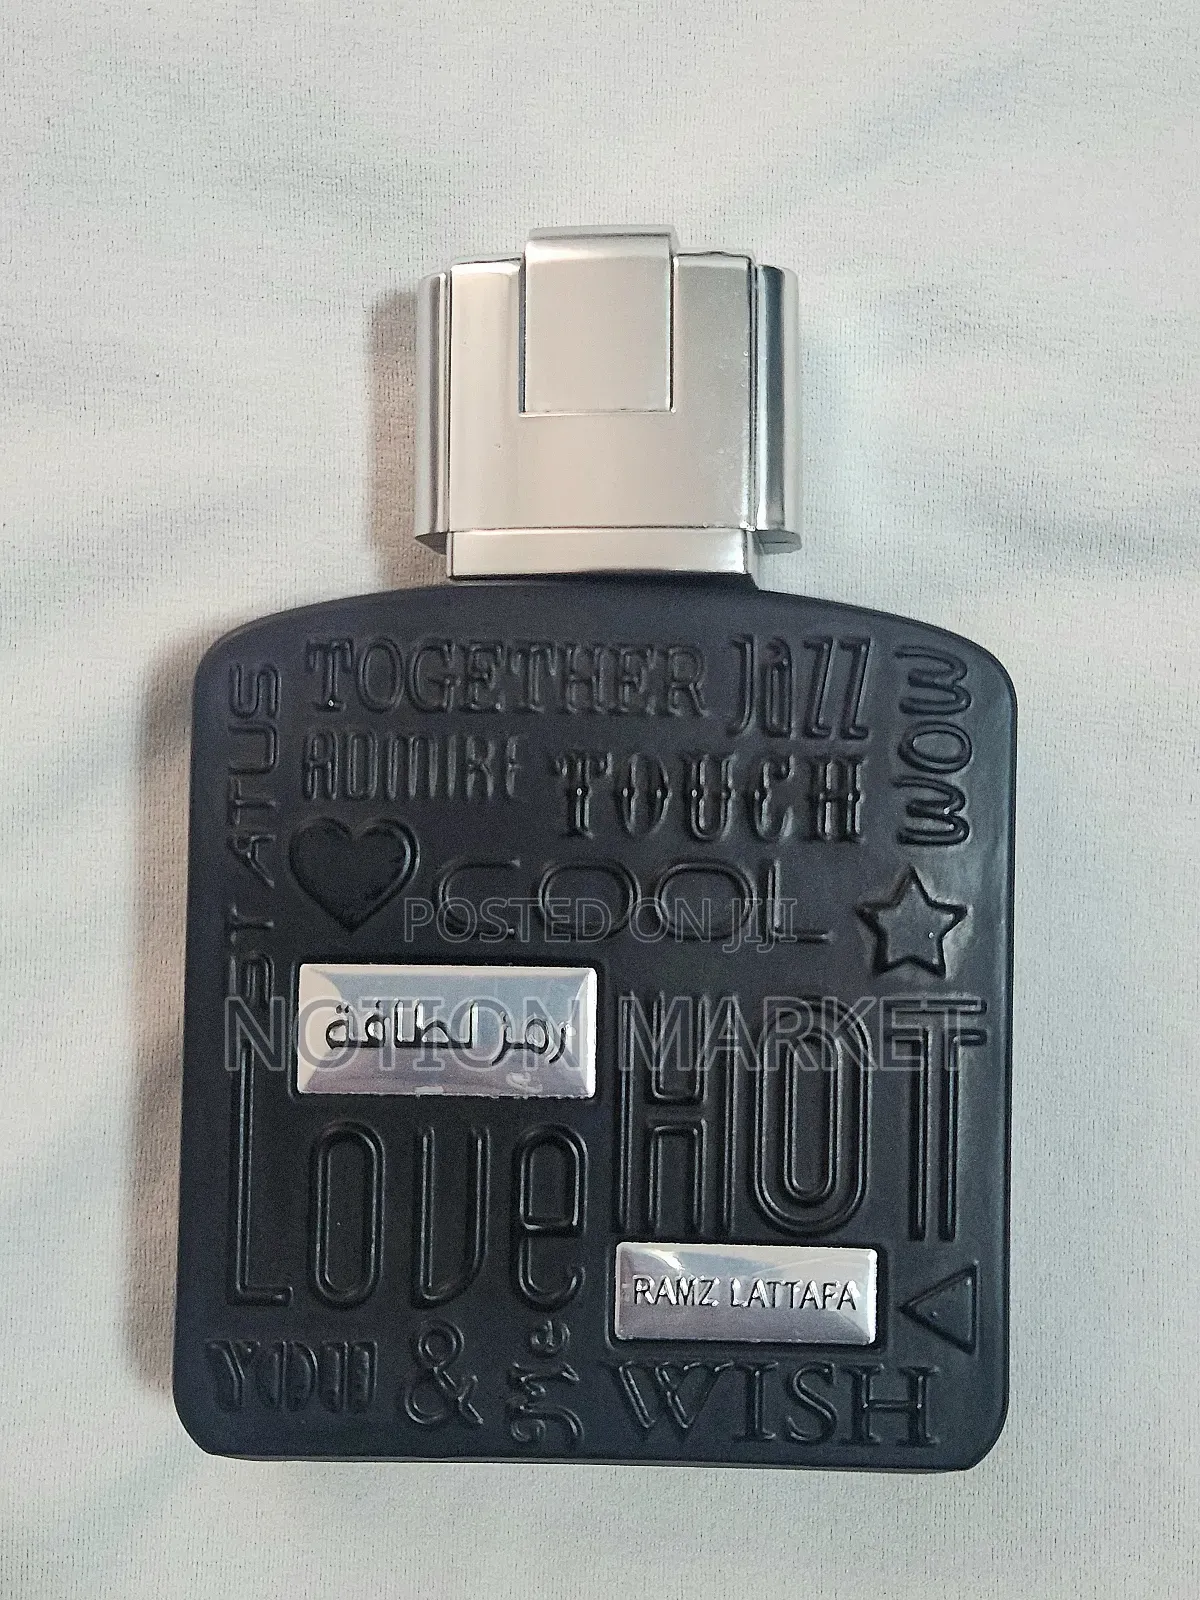 TOGETHER JaZZ
WOW
STATUS
ADMIRE TOUCH
COOL
POSTED ON JIJI
NOTION MARKET
رمز لطافة
HOT
Love
RAMZ LATTAFA
YOU & Me WISH